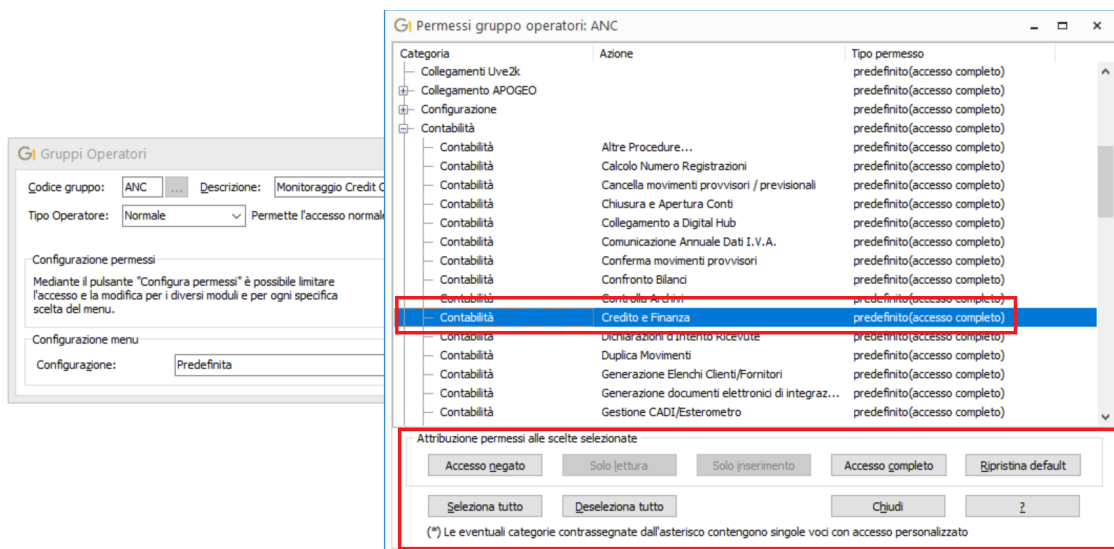 Gruppi Operatori
Codice gruppo: ANC ... Descrizione: Monitoraggio Credit
Tipo Operatore: Normale Permette l'accesso normale
Configurazione permessi
Mediante il pulsante "Configura permessi" è possibile limitare
l'accesso e la modifica per i diversi moduli e per ogni specifica
scelta del menu.
Configurazione menu
Configurazione: Predefinita
Permessi gruppo operatori: ANC
Categoria Azione Tipo permesso
Collegamenti Uve2k predefinito(accesso completo)
Collegamento APOGEO predefinito(accesso completo)
Configurazione predefinito(accesso completo)
Contabilità predefinito(accesso completo)
Contabilità Altre Procedure... predefinito(accesso completo)
Contabilità Calcolo Numero Registrazioni predefinito(accesso completo)
Contabilità Cancella movimenti provvisori / previsionali predefinito(accesso completo)
Contabilità Chiusura e Apertura Conti predefinito(accesso completo)
Contabilità Collegamento a Digital Hub predefinito(accesso completo)
Contabilità Comunicazione Annuale Dati I.V.A. predefinito(accesso completo)
Contabilità Conferma movimenti provvisori predefinito(accesso completo)
Contabilità Confronto Bilanci predefinito(accesso completo)
Contabilità Controllo Archivi predefinito(accesso completo)
Contabilità Credito e Finanza predefinito(accesso completo)
Contabilità Dichiarazioni d'Intento Ricevute predefinito(accesso completo)
Contabilità Duplica Movimenti predefinito(accesso completo)
Contabilità Generazione Elenchi Clienti/Fornitori predefinito(accesso completo)
Contabilità Generazione documenti elettronici di integraz... predefinito(accesso completo)
Contabilità Gestione CADI/Esterometro predefinito(accesso completo)
Attribuzione permessi alle scelte selezionate
Accesso negato Solo lettura Solo inserimento Accesso completo Ripristina default
Seleziona tutto Deseleziona tutto Chiudi ?
(*) Le eventuali categorie contrassegnate dall'asterisco contengono singole voci con accesso personalizzato